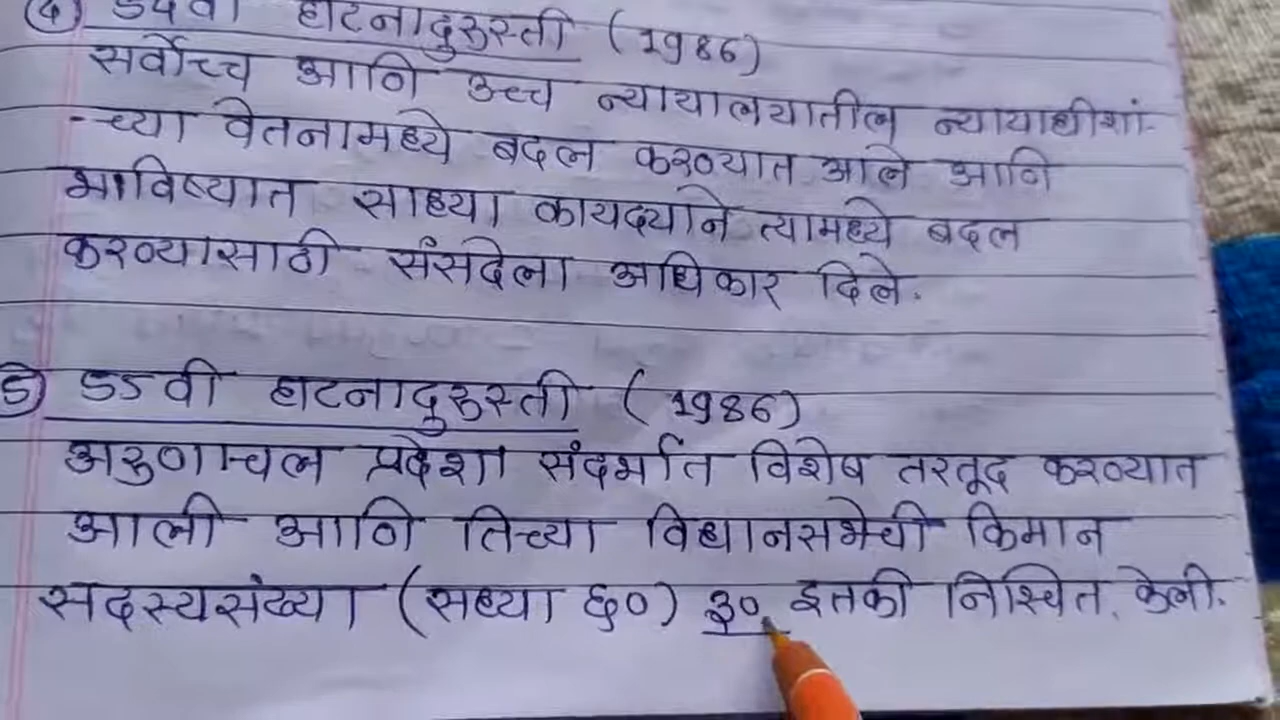 ५४वी घटनादुरुस्ती (1986)
सर्वोच्च आणि उच्च न्यायालयातील न्यायाधीशां-
-च्या वेतनामध्ये बदल करण्यात आले आणि
भविष्यात साध्या कायद्याने त्यामध्ये बदल
करण्यासाठी संसदेला अधिकार दिले.
५५वी घटनादुरुस्ती (1986)
अरुणाचल प्रदेशा संदर्भात विशेष तरतूद करण्यात
आली आणि तिच्या विधानसभेची किमान
सदस्यसंख्या (सध्या ६०) ३० इतकी निश्चित केली.